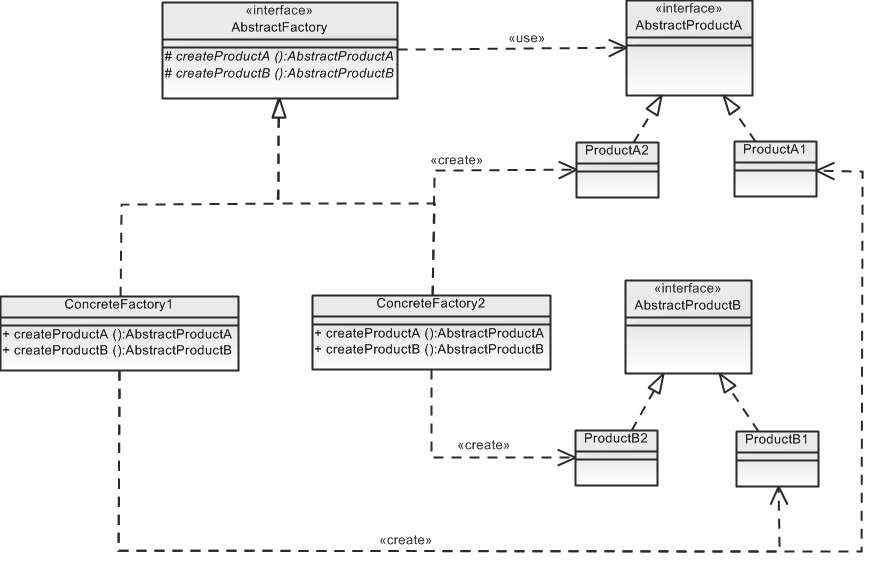 «interface»
AbstractFactory
# createProductA ():AbstractProductA
# createProductB ():AbstractProductB
«use»
«interface»
AbstractProductA
«create»
ProductA2
ProductA1
ConcreteFactory1
+ createProductA ():AbstractProductA
+ createProductB ():AbstractProductB
ConcreteFactory2
+ createProductA ():AbstractProductA
+ createProductB ():AbstractProductB
«interface»
AbstractProductB
«create»
ProductB2
ProductB1
«create»